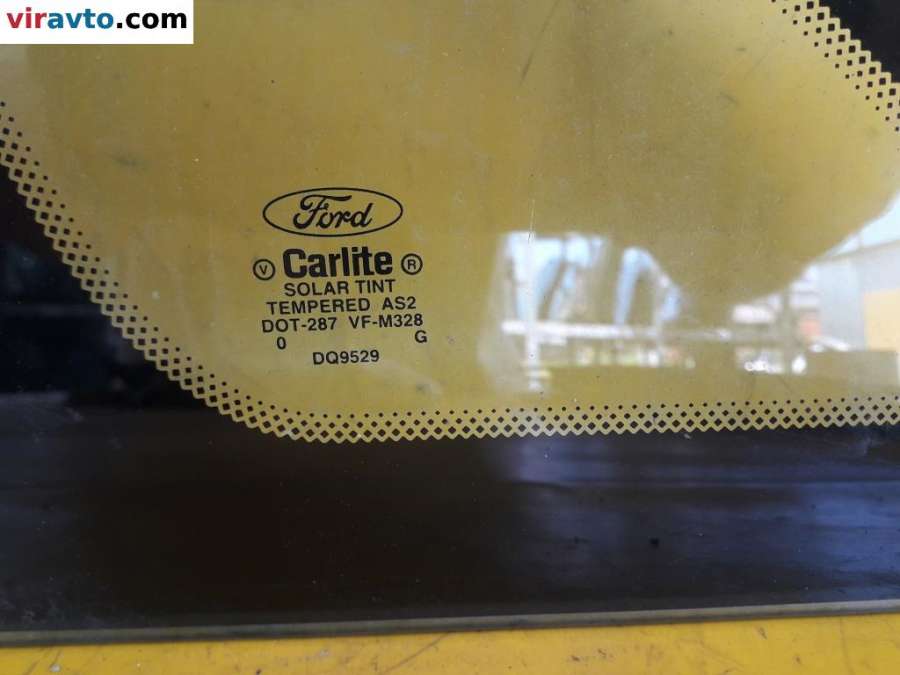 viravto.com
Ford
V Carlite R
SOLAR TINT
TEMPERED AS2
DOT-287 VF-M328
0 G
DQ9529